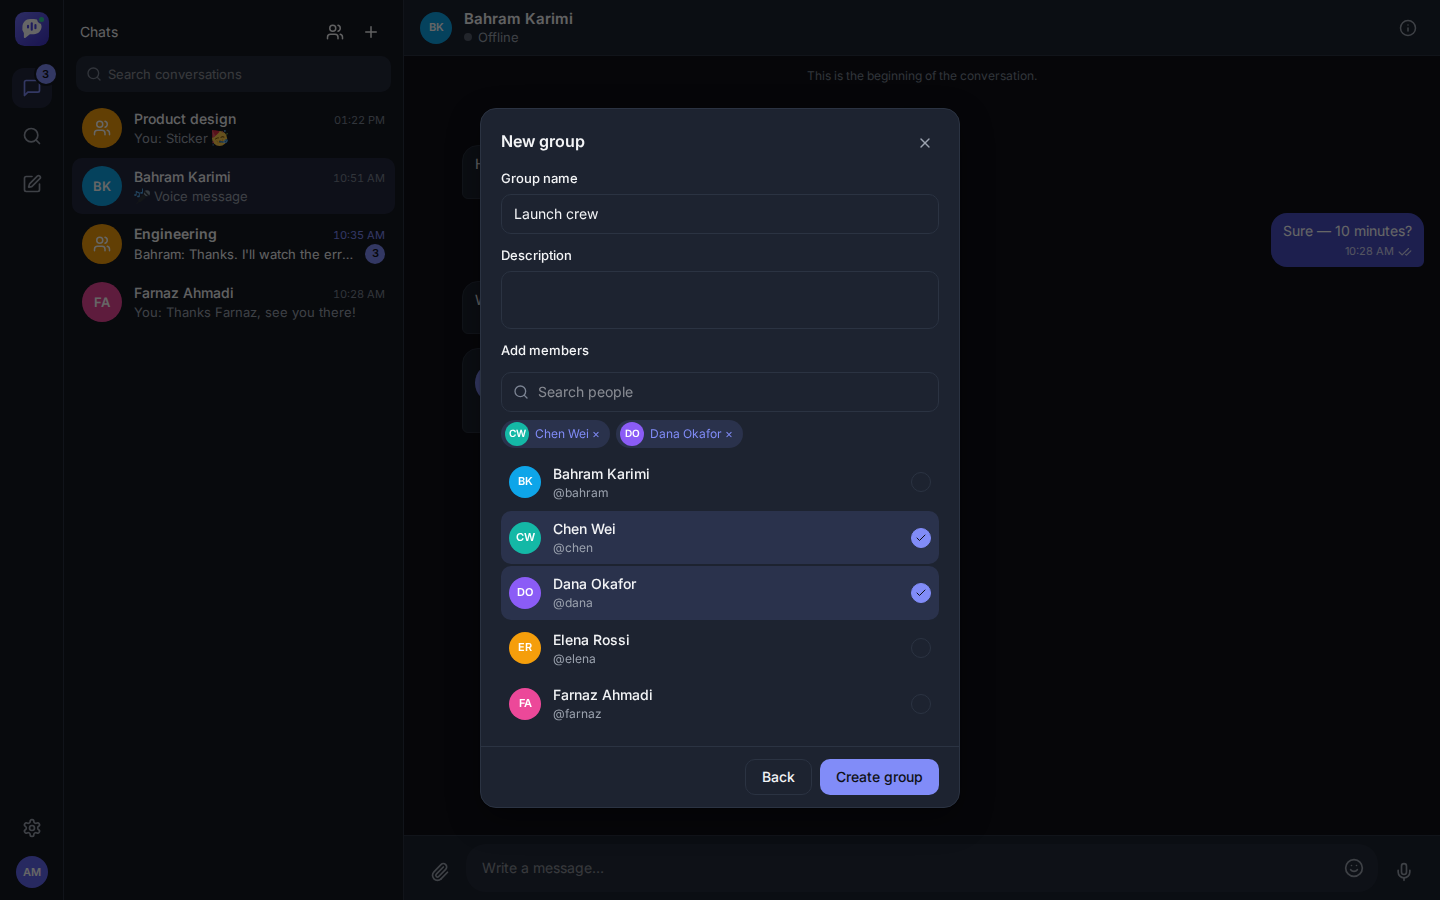 3
AM
Chats
Search conversations
Product design 01:22 PM
You: Sticker 🥳
BK
Bahram Karimi 10:51 AM
🎤 Voice message
Engineering 10:35 AM
Bahram: Thanks. I'll watch the err... 3
FA
Farnaz Ahmadi 10:28 AM
You: Thanks Farnaz, see you there!
BK
Bahram Karimi
Offline
This is the beginning of the conversation.
Sure — 10 minutes?
10:28 AM
New group
Group name
Launch crew
Description
Add members
Search people
CW Chen Wei × DO Dana Okafor ×
BK
Bahram Karimi
@bahram
CW
Chen Wei
@chen
DO
Dana Okafor
@dana
ER
Elena Rossi
@elena
FA
Farnaz Ahmadi
@farnaz
Back Create group
Write a message...